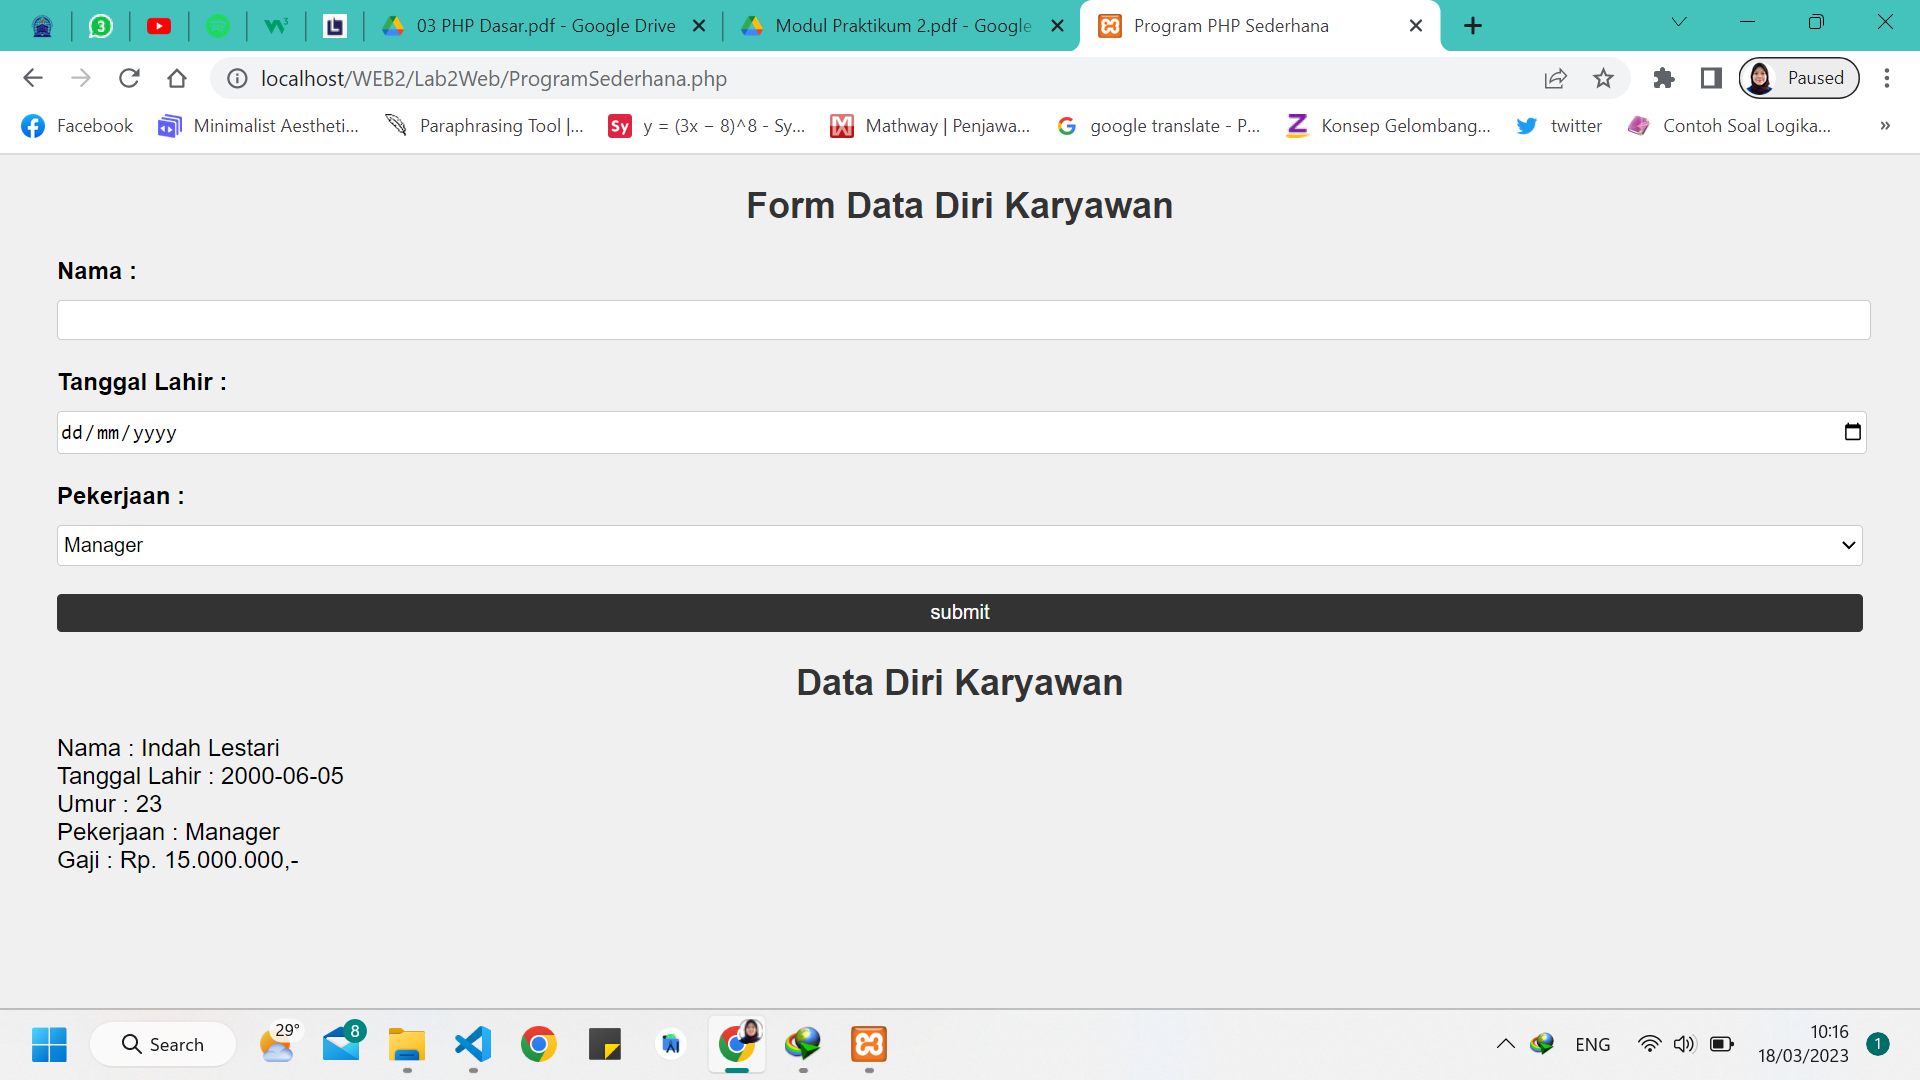 3
03 PHP Dasar.pdf - Google Drive
Modul Praktikum 2.pdf - Google
Program PHP Sederhana
localhost/WEB2/Lab2Web/ProgramSederhana.php
Paused
Facebook
Minimalist Aestheti...
Paraphrasing Tool |...
Sy
y = (3x − 8)^8 - Sy...
Mathway | Penjawa...
google translate - P...
Konsep Gelombang...
twitter
Contoh Soal Logika...
»
Form Data Diri Karyawan
Nama :
Tanggal Lahir :
dd/mm/yyyy
Pekerjaan :
Manager
submit
Data Diri Karyawan
Nama : Indah Lestari
Tanggal Lahir : 2000-06-05
Umur : 23
Pekerjaan : Manager
Gaji : Rp. 15.000.000,-
Search
29°
8
ENG
10:16
18/03/2023
1